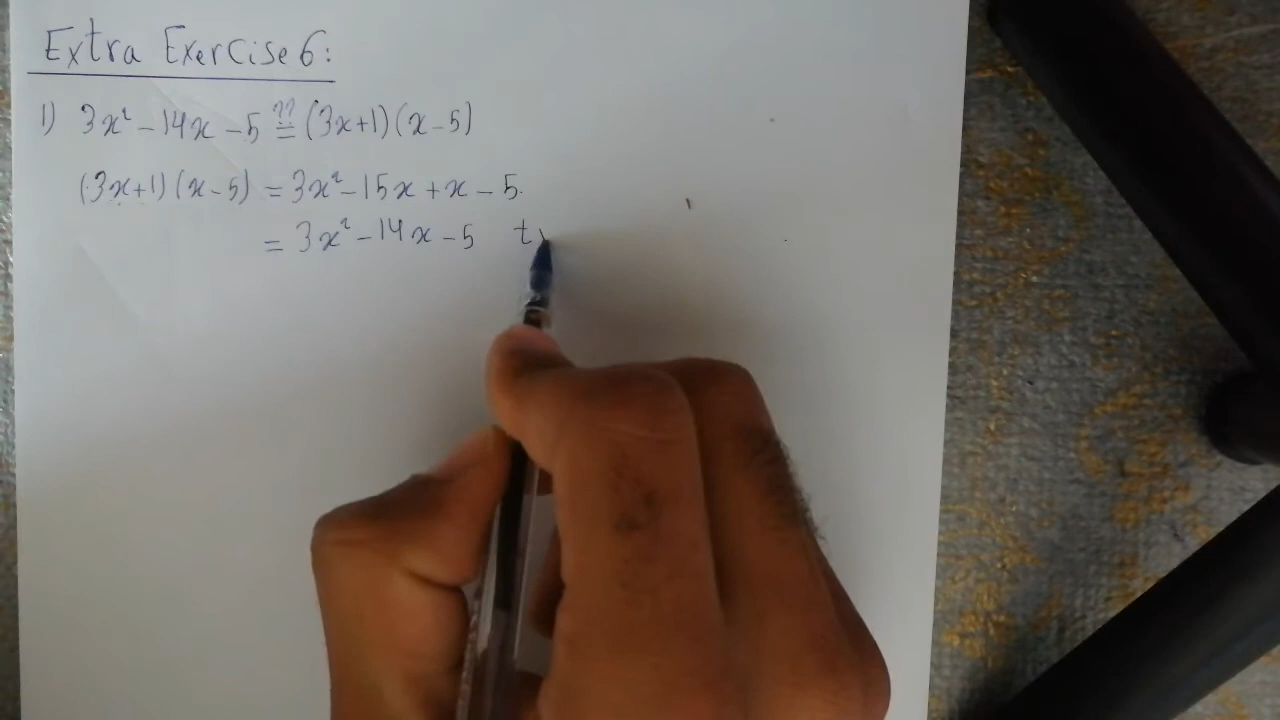 Extra Exercise 6:
1) 3x² - 14x - 5 ≟ (3x+1)(x-5)
(3x+1)(x-5) = 3x² - 15x + x - 5.
= 3x² - 14x - 5 t